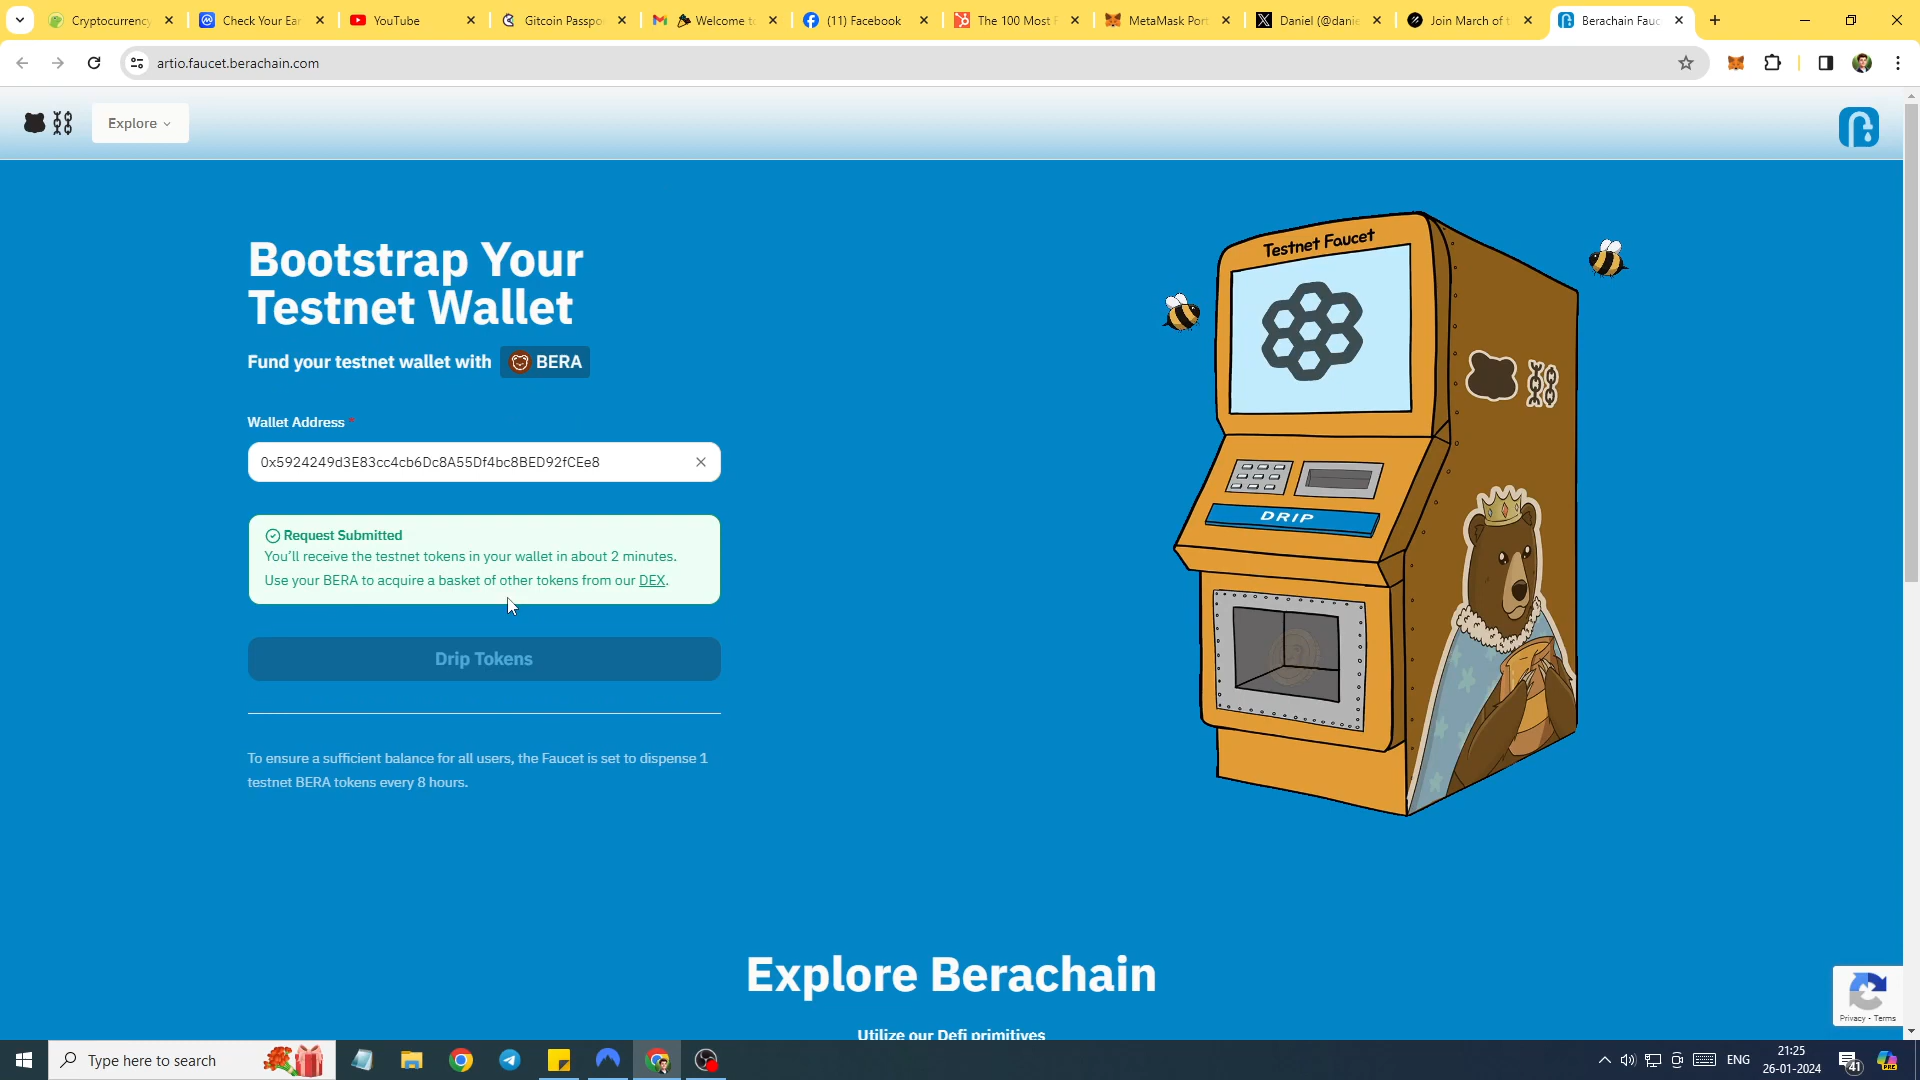 Cryptocurrency
Check Your Ear
YouTube
Gitcoin Passpo
Welcome to
(11) Facebook
The 100 Most F
MetaMask Port
Daniel (@danie
Join March of t
Berachain Fauc
artio.faucet.berachain.com
Explore
Bootstrap Your
Testnet Wallet
Fund your testnet wallet with BERA
Wallet Address *
0x5924249d3E83cc4cb6Dc8A55Df4bc8BED92fCEe8
Request Submitted
You'll receive the testnet tokens in your wallet in about 2 minutes.
Use your BERA to acquire a basket of other tokens from our DEX.
Drip Tokens
To ensure a sufficient balance for all users, the Faucet is set to dispense 1
testnet BERA tokens every 8 hours.
Testnet Faucet
DRIP
Explore Berachain
Utilize our Defi primitives
Privacy - Terms
Type here to search
ENG
21:25
26-01-2024
41
PRE